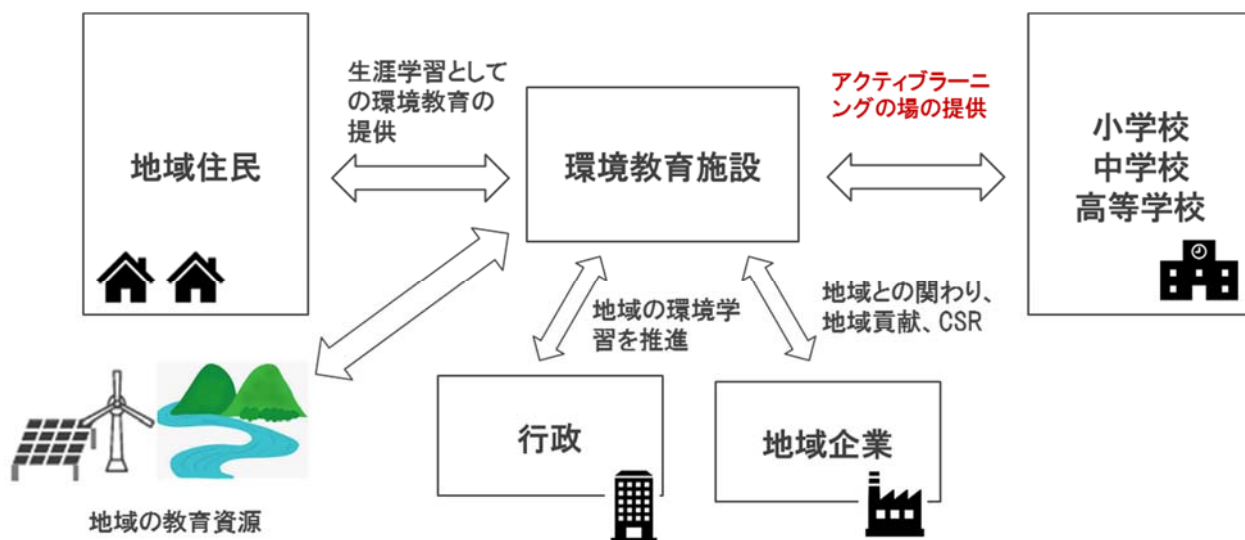 生涯学習として
の環境教育の
提供
アクティブラーニ
ングの場の提供
地域住民
環境教育施設
小学校
中学校
高等学校
地域の環境学
習を推進
地域との関わり、
地域貢献、CSR
行政
地域企業
地域の教育資源